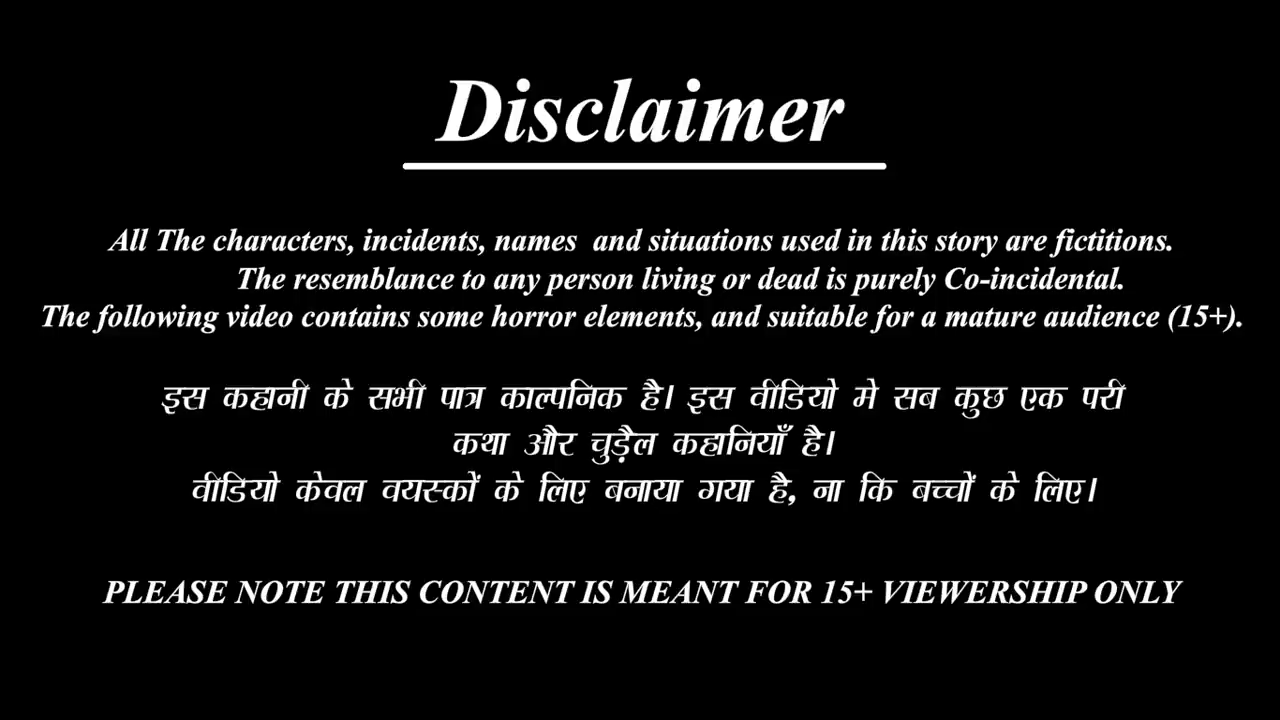 Disclaimer
All The characters, incidents, names and situations used in this story are fictitions.
The resemblance to any person living or dead is purely Co-incidental.
The following video contains some horror elements, and suitable for a mature audience (15+).
इस कहानी के सभी पात्र काल्पनिक है। इस वीडियो मे सब कुछ एक परी
कथा और चुड़ैल कहानियाँ है।
वीडियो केवल वयस्कों के लिए बनाया गया है, ना कि बच्चों के लिए।
PLEASE NOTE THIS CONTENT IS MEANT FOR 15+ VIEWERSHIP ONLY